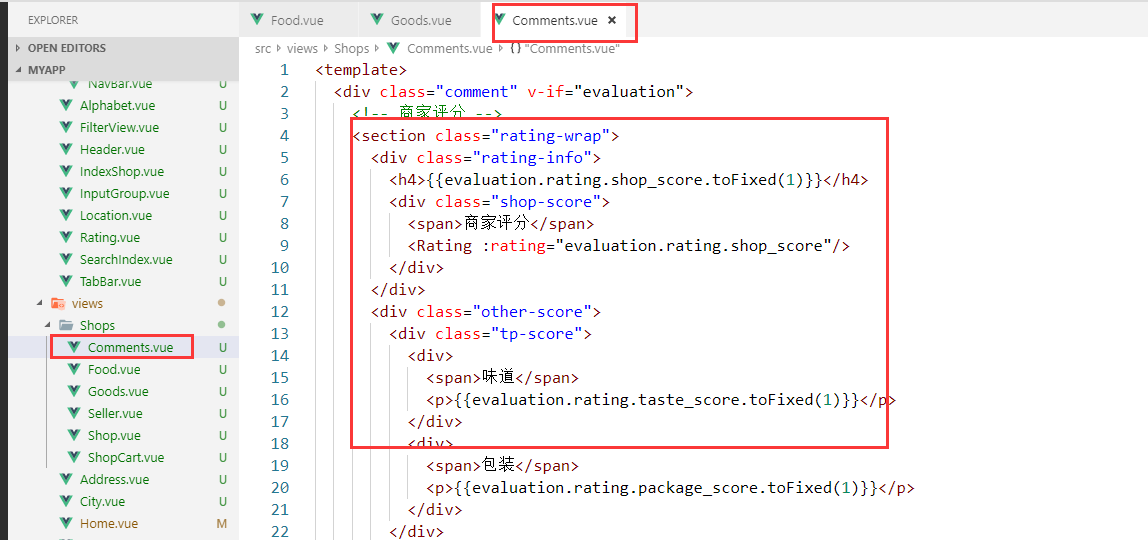 EXPLORER
OPEN EDITORS
MYAPP
NavBar.vue U
Alphabet.vue U
FilterView.vue U
Header.vue U
IndexShop.vue U
InputGroup.vue U
Location.vue U
Rating.vue U
SearchIndex.vue U
TabBar.vue U
views
Shops
Comments.vue U
Food.vue U
Goods.vue U
Seller.vue U
Shop.vue U
ShopCart.vue U
Address.vue U
City.vue U
Home.vue M
Food.vue Goods.vue Comments.vue ×
src › views › Shops › Comments.vue › {} "Comments.vue"
1 <template>
2 <div class="comment" v-if="evaluation">
3 <!-- 商家评分 -->
4 <section class="rating-wrap">
5 <div class="rating-info">
6 <h4>{{evaluation.rating.shop_score.toFixed(1)}}</h4>
7 <div class="shop-score">
8 <span>商家评分</span>
9 <Rating :rating="evaluation.rating.shop_score"/>
10 </div>
11 </div>
12 <div class="other-score">
13 <div class="tp-score">
14 <div>
15 <span>味道</span>
16 <p>{{evaluation.rating.taste_score.toFixed(1)}}</p>
17 </div>
18 <div>
19 <span>包装</span>
20 <p>{{evaluation.rating.package_score.toFixed(1)}}</p>
21 </div>
22 </div>